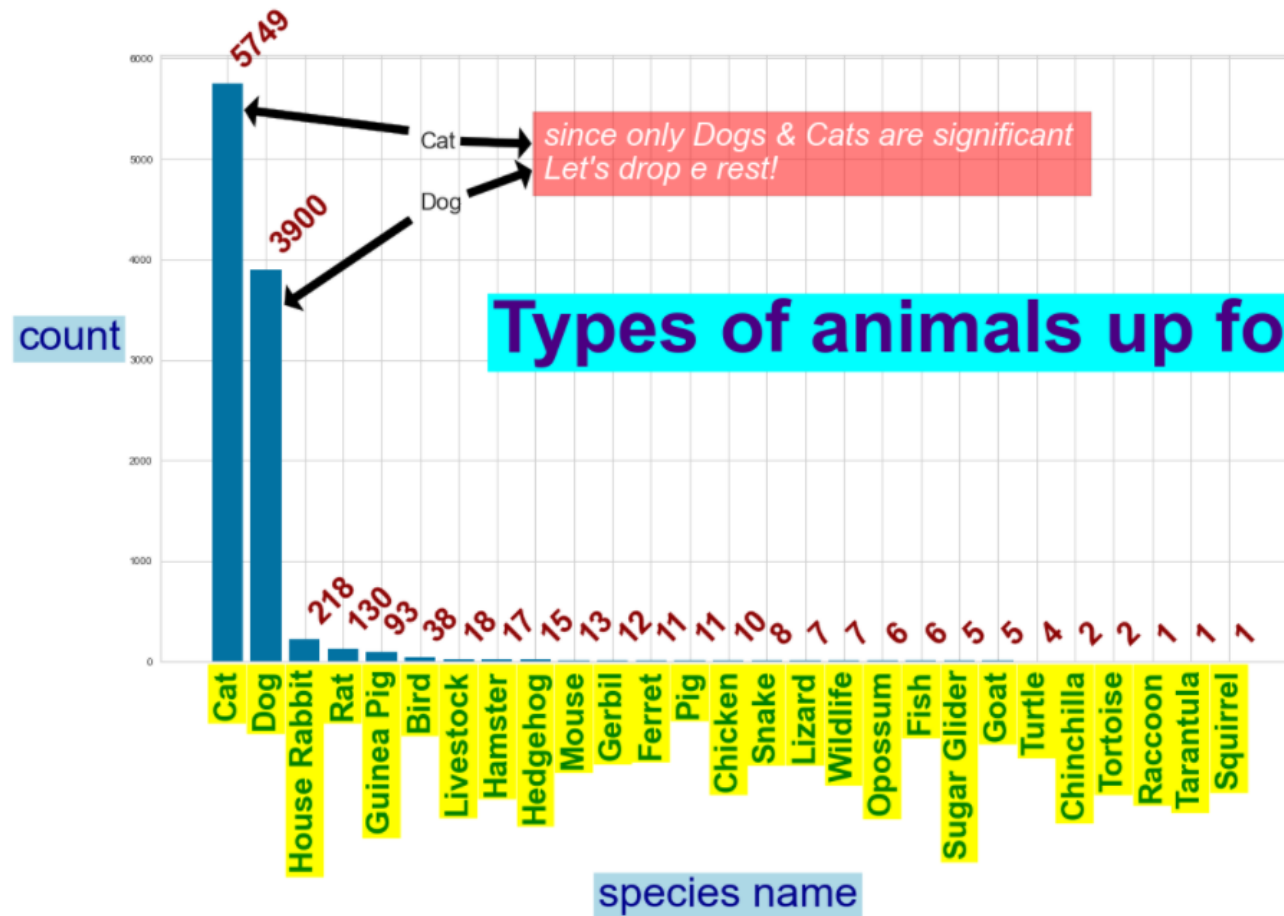 5749
6000
Cat
since only Dogs & Cats are significant
Let's drop e rest!
5000
Dog
3900
4000
Types of animals up fo
count
3000
2000
1000
218
130
93
38
18
17
15
13
12
11
11
10
8
7
7
6
6
5
5
4
2
2
1
1
1
0
Cat
Dog
House Rabbit
Rat
Guinea Pig
Bird
Livestock
Hamster
Hedgehog
Mouse
Gerbil
Ferret
Pig
Chicken
Snake
Lizard
Wildlife
Opossum
Fish
Sugar Glider
Goat
Turtle
Chinchilla
Tortoise
Raccoon
Tarantula
Squirrel
species name